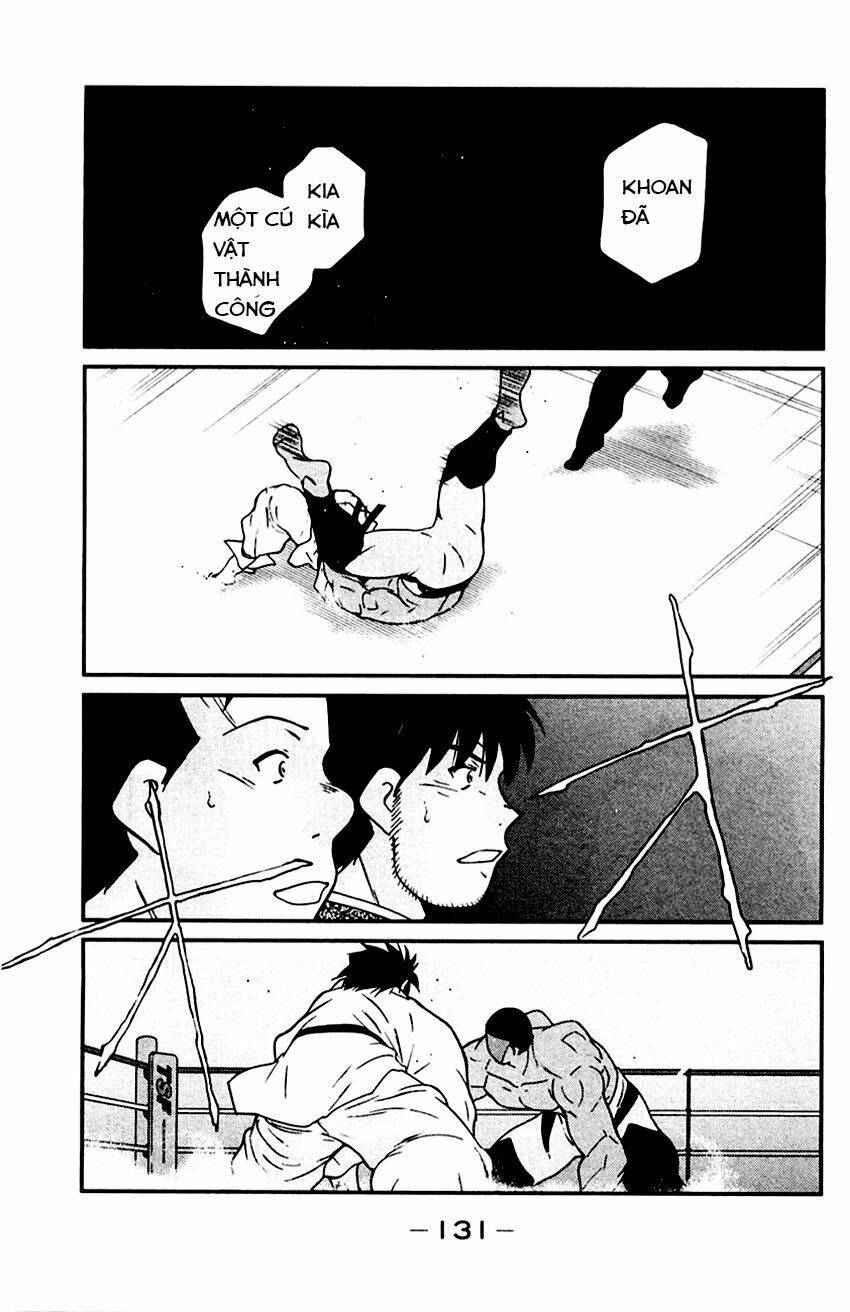 KHOAN
ĐÃ
KIA
KÌA
MỘT CÚ
VẬT
THÀNH
CÔNG
TSF
-131-